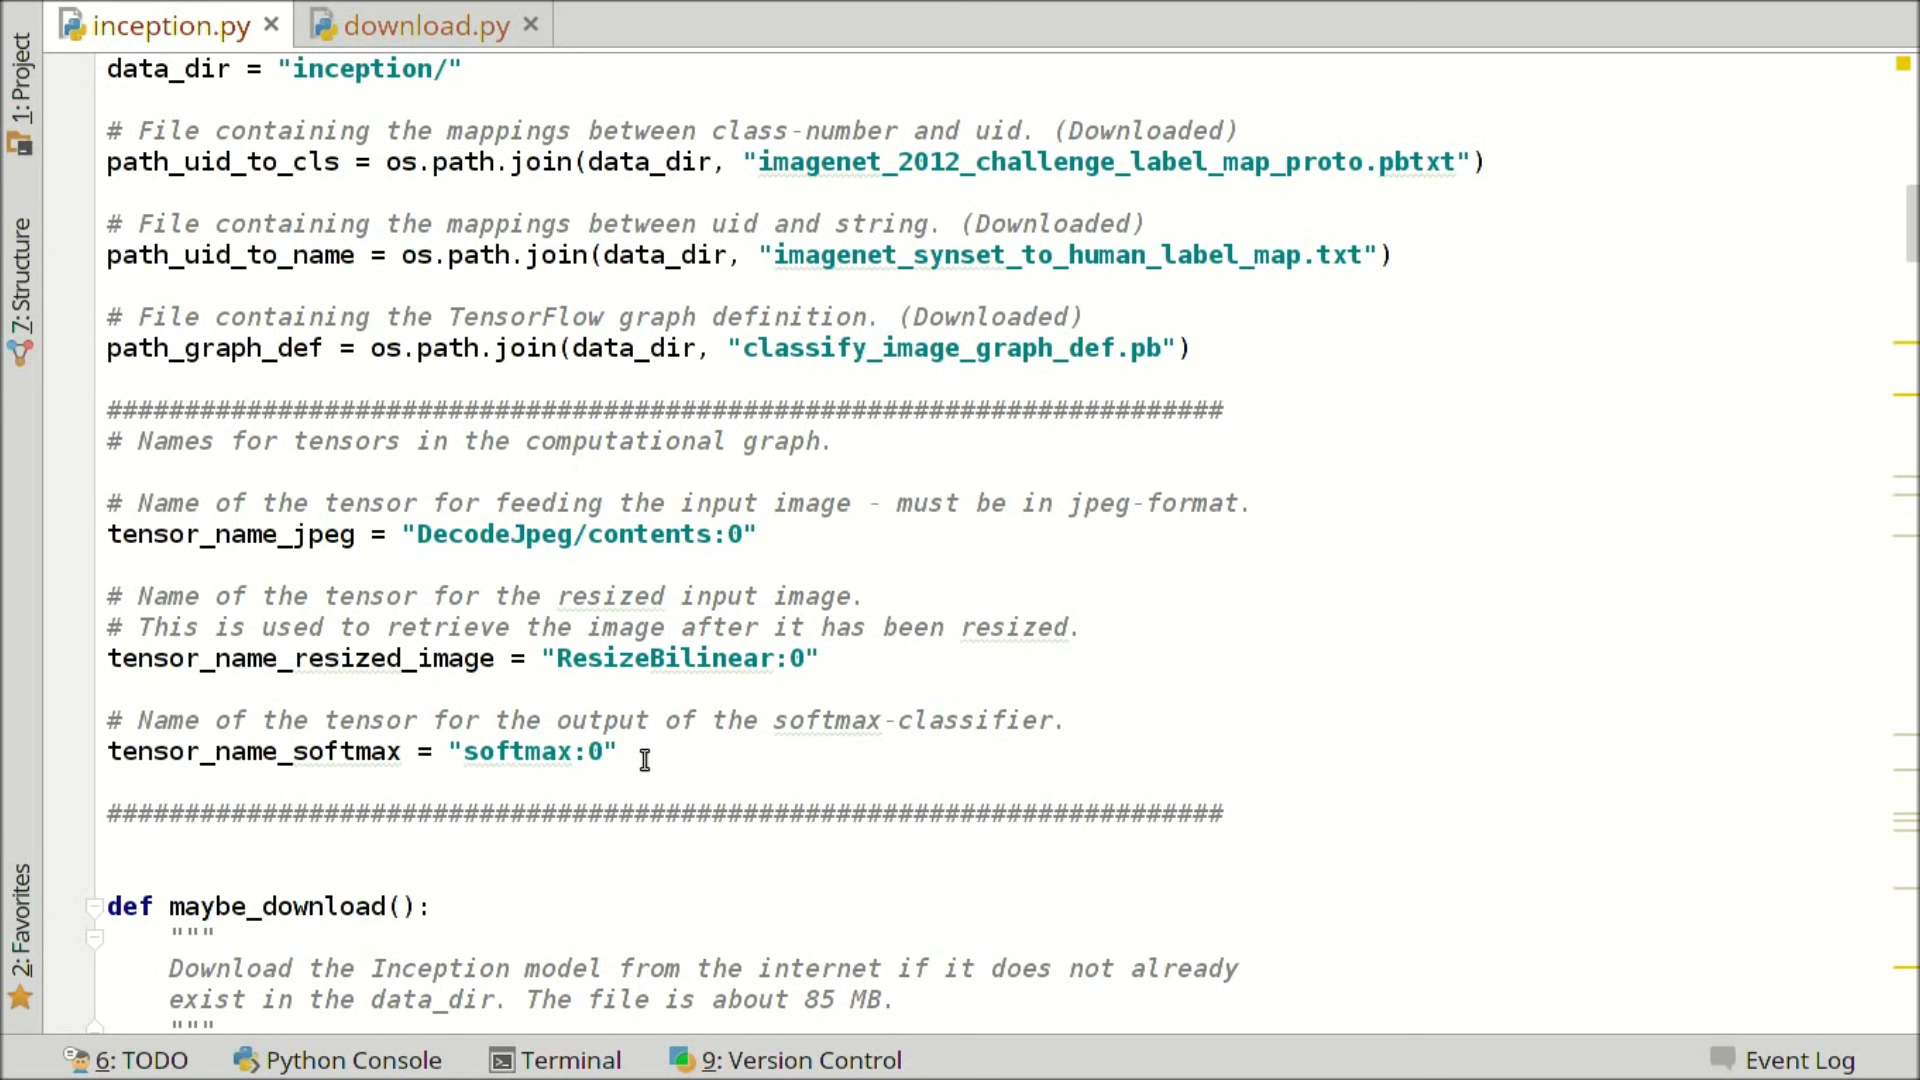 inception.py
download.py
1: Project
7: Structure
2: Favorites
data_dir = "inception/"
# File containing the mappings between class-number and uid. (Downloaded)
path_uid_to_cls = os.path.join(data_dir, "imagenet_2012_challenge_label_map_proto.pbtxt")
# File containing the mappings between uid and string. (Downloaded)
path_uid_to_name = os.path.join(data_dir, "imagenet_synset_to_human_label_map.txt")
# File containing the TensorFlow graph definition. (Downloaded)
path_graph_def = os.path.join(data_dir, "classify_image_graph_def.pb")
########################################################################
# Names for tensors in the computational graph.
# Name of the tensor for feeding the input image - must be in jpeg-format.
tensor_name_jpeg = "DecodeJpeg/contents:0"
# Name of the tensor for the resized input image.
# This is used to retrieve the image after it has been resized.
tensor_name_resized_image = "ResizeBilinear:0"
# Name of the tensor for the output of the softmax-classifier.
tensor_name_softmax = "softmax:0"
########################################################################
def maybe_download():
"""
Download the Inception model from the internet if it does not already
exist in the data_dir. The file is about 85 MB.
"""
6: TODO
Python Console
Terminal
9: Version Control
Event Log